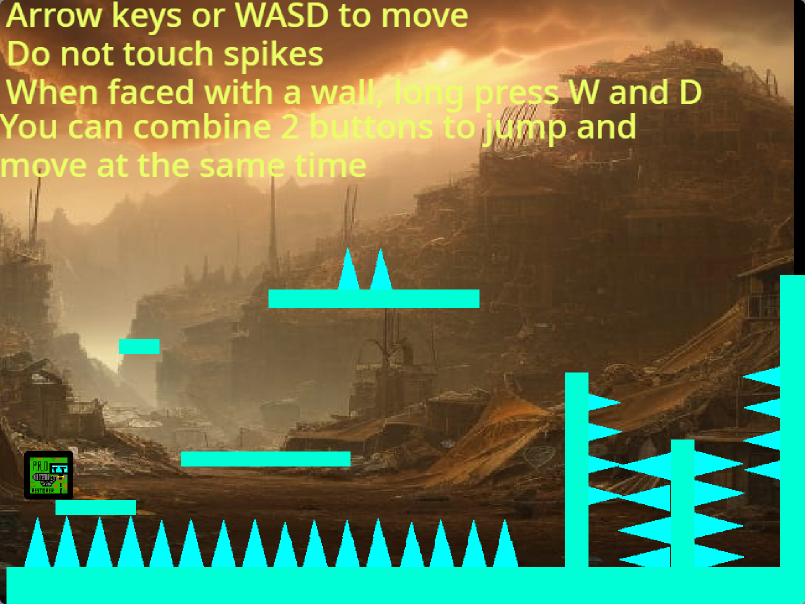 Arrow keys or WASD to move
Do not touch spikes
When faced with a wall, long press W and D
You can combine 2 buttons to jump and
move at the same time